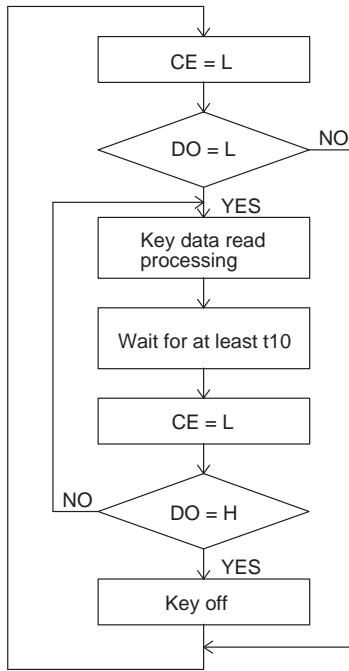 CE = L
DO = L
NO
YES
Key data read
processing
Wait for at least t10
CE = L
NO
DO = H
YES
Key off